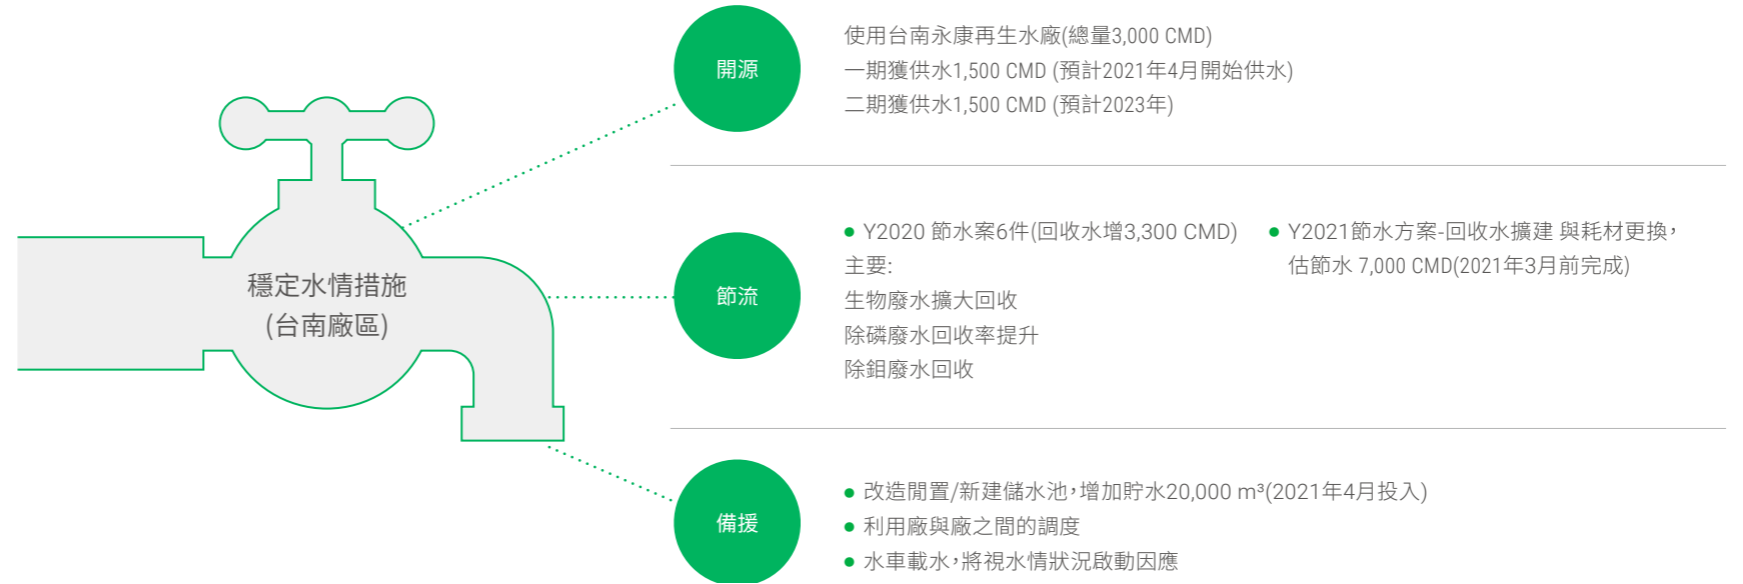 穩定水情措施
(台南廠區)
開源
使用台南永康再生水廠(總量3,000 CMD)
一期獲供水1,500 CMD (預計2021年4月開始供水)
二期獲供水1,500 CMD (預計2023年)
節流
● Y2020 節水案6件(回收水增3,300 CMD)
主要:
生物廢水擴大回收
除磷廢水回收率提升
除鉬廢水回收
● Y2021節水方案-回收水擴建 與耗材更換,
估節水 7,000 CMD(2021年3月前完成)
備援
● 改造閒置/新建儲水池,增加貯水20,000 m³(2021年4月投入)
● 利用廠與廠之間的調度
● 水車載水,將視水情狀況啟動因應